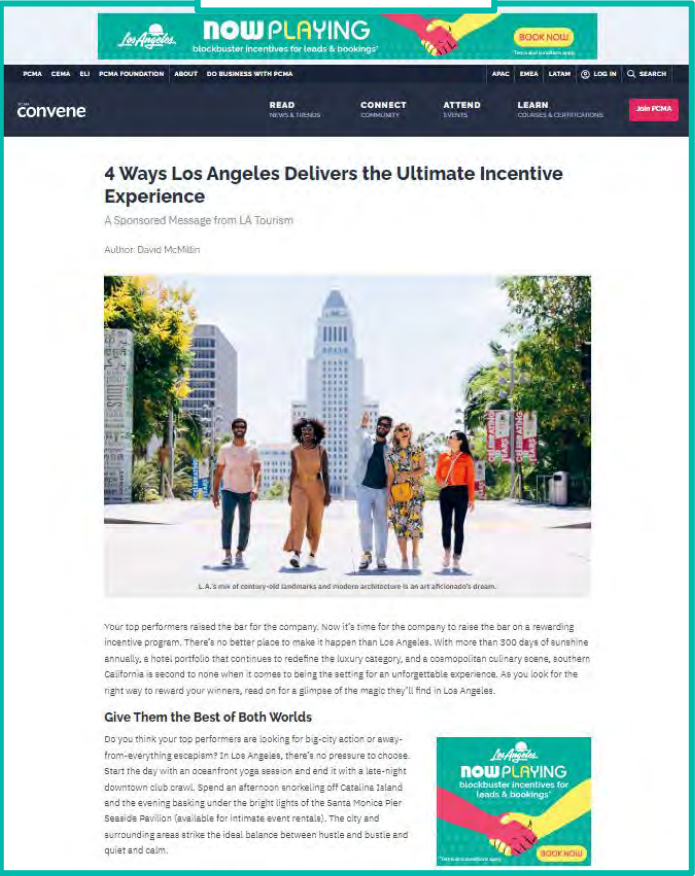 Los Angeles
NOW PLAYING
blockbuster incentives for leads & bookings*
BOOK NOW
*Terms and conditions apply.
PCMA CEMA ELI PCMA FOUNDATION ABOUT DO BUSINESS WITH PCMA APAC EMEA LATAM LOG IN SEARCH
convene
READ CONNECT ATTEND LEARN
NEWS & TRENDS COMMUNITY EVENTS COURSES & CERTIFICATIONS
Join PCMA
4 Ways Los Angeles Delivers the Ultimate Incentive
Experience
A Sponsored Message from LA Tourism
Author: David McMillin
CELEBRATING
L.A.'s mix of century-old landmarks and modern architecture is an art aficionado's dream.
Your top performers raised the bar for the company. Now it's time for the company to raise the bar on a rewarding
incentive program. There's no better place to make it happen than Los Angeles. With more than 300 days of sunshine
annually, a hotel portfolio that continues to redefine the luxury category, and a cosmopolitan culinary scene, southern
California is second to none when it comes to being the setting for an unforgettable experience. As you look for the
right way to reward your winners, read on for a glimpse of the magic they'll find in Los Angeles.
Give Them the Best of Both Worlds
Do you think your top performers are looking for big-city action or away-
from-everything escapism? In Los Angeles, there's no pressure to choose.
Start the day with an oceanfront yoga session and end it with a late-night
downtown club crawl. Spend an afternoon snorkeling off Catalina Island
and the evening basking under the bright lights of the Santa Monica Pier
Seaside Pavilion (available for intimate event rentals). The city and
surrounding areas strike the ideal balance between hustle and bustle and
quiet and calm.
Los Angeles
NOW PLAYING
blockbuster incentives for
leads & bookings*
*Terms and conditions apply.
BOOK NOW